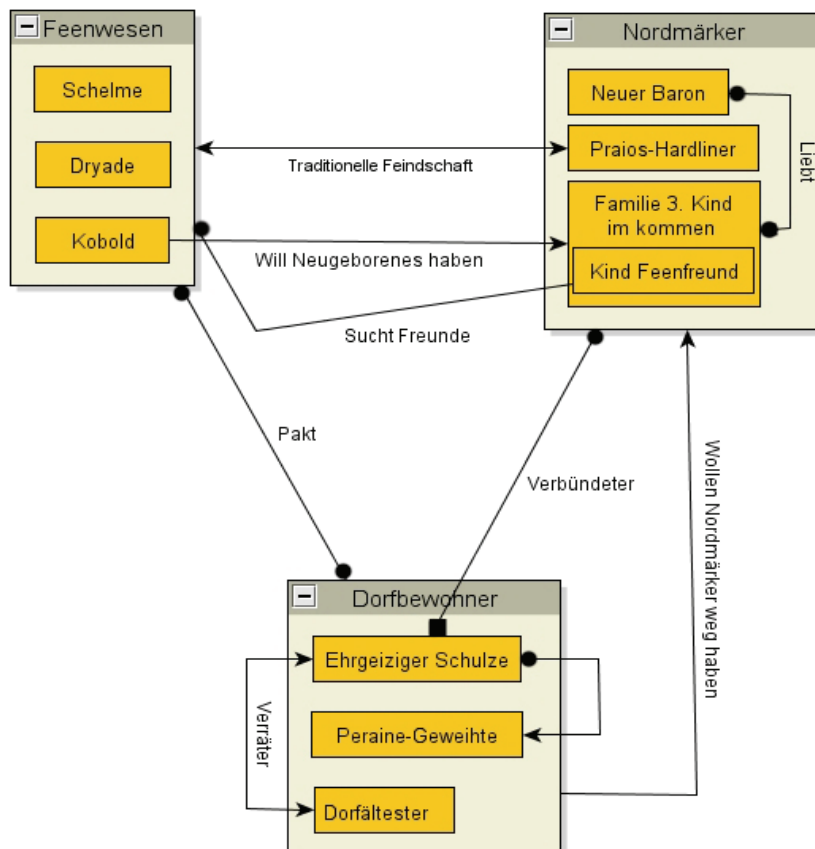 Feenwesen
Schelme
Dryade
Kobold
Nordmärker
Neuer Baron
Praios-Hardliner
Familie 3. Kind
im kommen
Kind Feenfreund
Liebt
Traditionelle Feindschaft
Will Neugeborenes haben
Sucht Freunde
Pakt
Verbündeter
Wollen Nordmärker weg haben
Dorfbewohner
Ehrgeiziger Schulze
Peraine-Geweihte
Dorfältester
Verräter